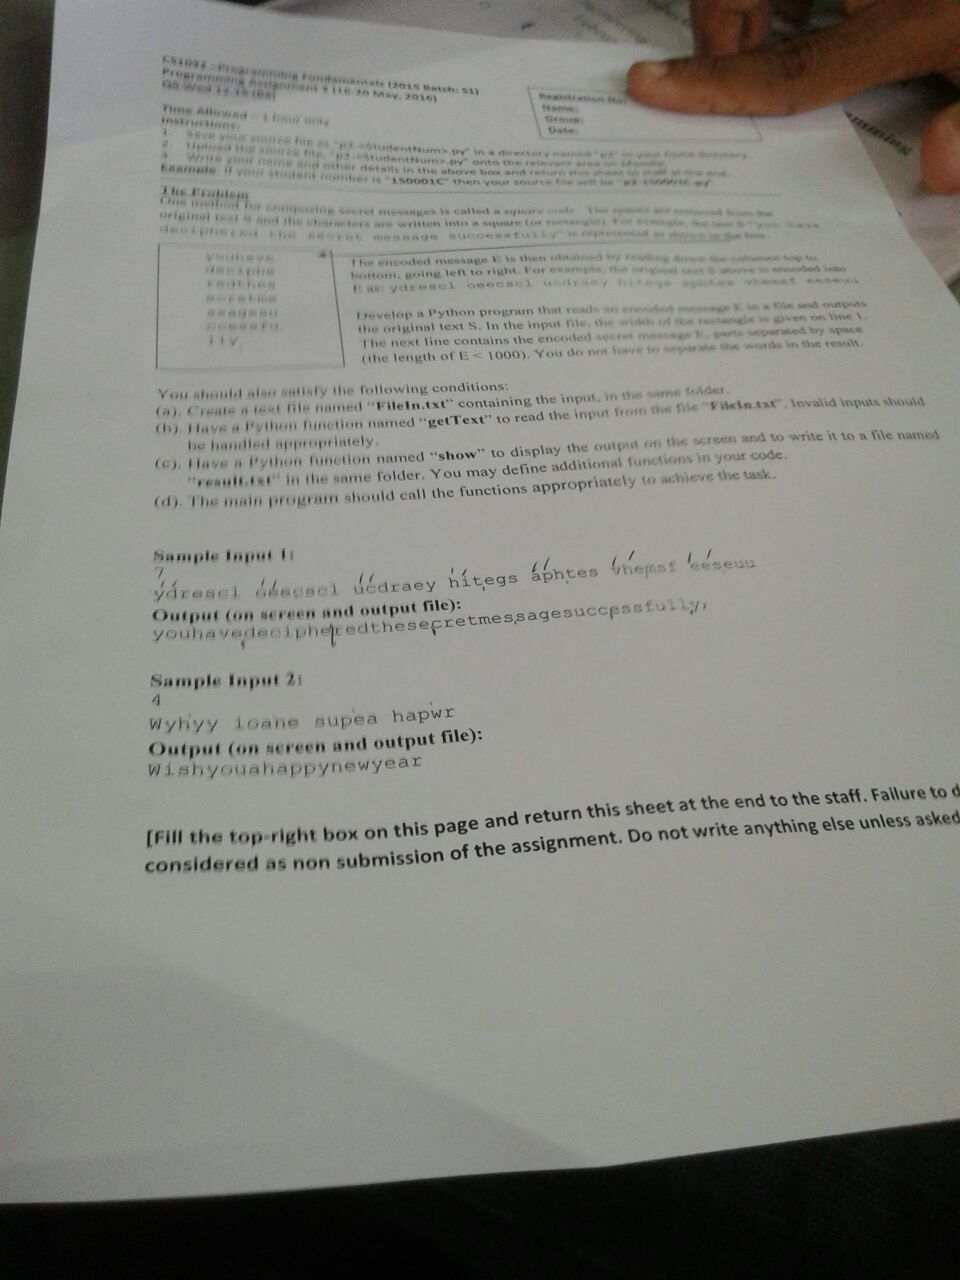 CS1032 - Programming Fundamentals (2015 Batch: S1)
Programming Assignment 2 (16-20 May, 2016)
Registration No:
Name:
Group:
Date:
Time Allowed - 1 hour only
Instructions:
1. Save your source file as "p2-<StudentNum>.py" in a directory named
2. Upload the source file, "p2-<StudentNum>.py" onto the relevant area on Moodle
3. Write your name and other details in the above box and return this sheet to staff at the end.
Example: if your student number is "150001C" then your source file will be
The Problem
One method for composing secret messages is called a square code. The spaces are removed from the
original text S and the characters are written into a square (or rectangle). For example, the text S "you have
deciphered the secret message successfully" is represented as shown in the box.
youhave
deciphe
redthes
ecretme
ssagesu
ccessfu
lly,
The encoded message E is then obtained by reading down the columns top to
bottom, going left to right. For example, the original text S above is encoded into
E as: ydrescl oeecscl ucdraey hitegs aphtes vhemsf eeseuu
Develop a Python program that reads an encoded message E in a file and outputs
the original text S. In the input file, the width of the rectangle is given on line 1.
The next line contains the encoded secret message E, parts separated by space
(the length of E < 1000). You do not have to separate the words in the result.
You should also satisfy the following conditions:
(a). Create a text file named "FileIn.txt" containing the input, in the same folder.
(b). Have a Python function named "getText" to read the input from the file "FileIn.txt". Invalid inputs should
be handled appropriately.
(c). Have a Python function named "show" to display the output on the screen and to write it to a file named
"result.txt" in the same folder. You may define additional functions in your code.
(d). The main program should call the functions appropriately to achieve the task.
Sample Input 1:
7
ydrescl oeecscl ucdraey hitegs aphtes vhemsf eeseuu
Output (on screen and output file):
youhavedecipheredthesecretmessagesuccessfully,
Sample Input 2:
4
Wyhyy ioane supea hapwr
Output (on screen and output file):
Wishyouahappynewyear
[Fill the top-right box on this page and return this sheet at the end to the staff. Failure to d
considered as non submission of the assignment. Do not write anything else unless asked